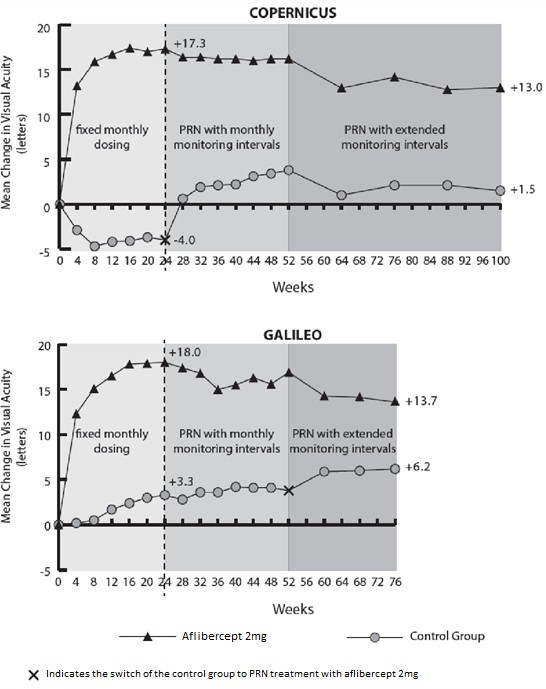 COPERNICUS
Mean Change in Visual Acuity
(letters)
20
15
10
5
0
-5
+17.3
+13.0
fixed monthly
dosing
PRN with monthly
monitoring intervals
PRN with extended
monitoring intervals
+1.5
-4.0
0 4 8 12 16 20 24 28 32 36 40 44 48 52 56 60 64 68 72 76 80 84 88 92 96 100
Weeks
GALILEO
Mean Change in Visual Acuity
(letters)
20
15
10
5
0
-5
+18.0
+13.7
fixed monthly
dosing
PRN with monthly
monitoring intervals
PRN with extended
monitoring intervals
+3.3
+6.2
0 4 8 12 16 20 24 28 32 36 40 44 48 52 56 60 64 68 72 76
Weeks
Aflibercept 2mg
Control Group
Indicates the switch of the control group to PRN treatment with aflibercept 2mg